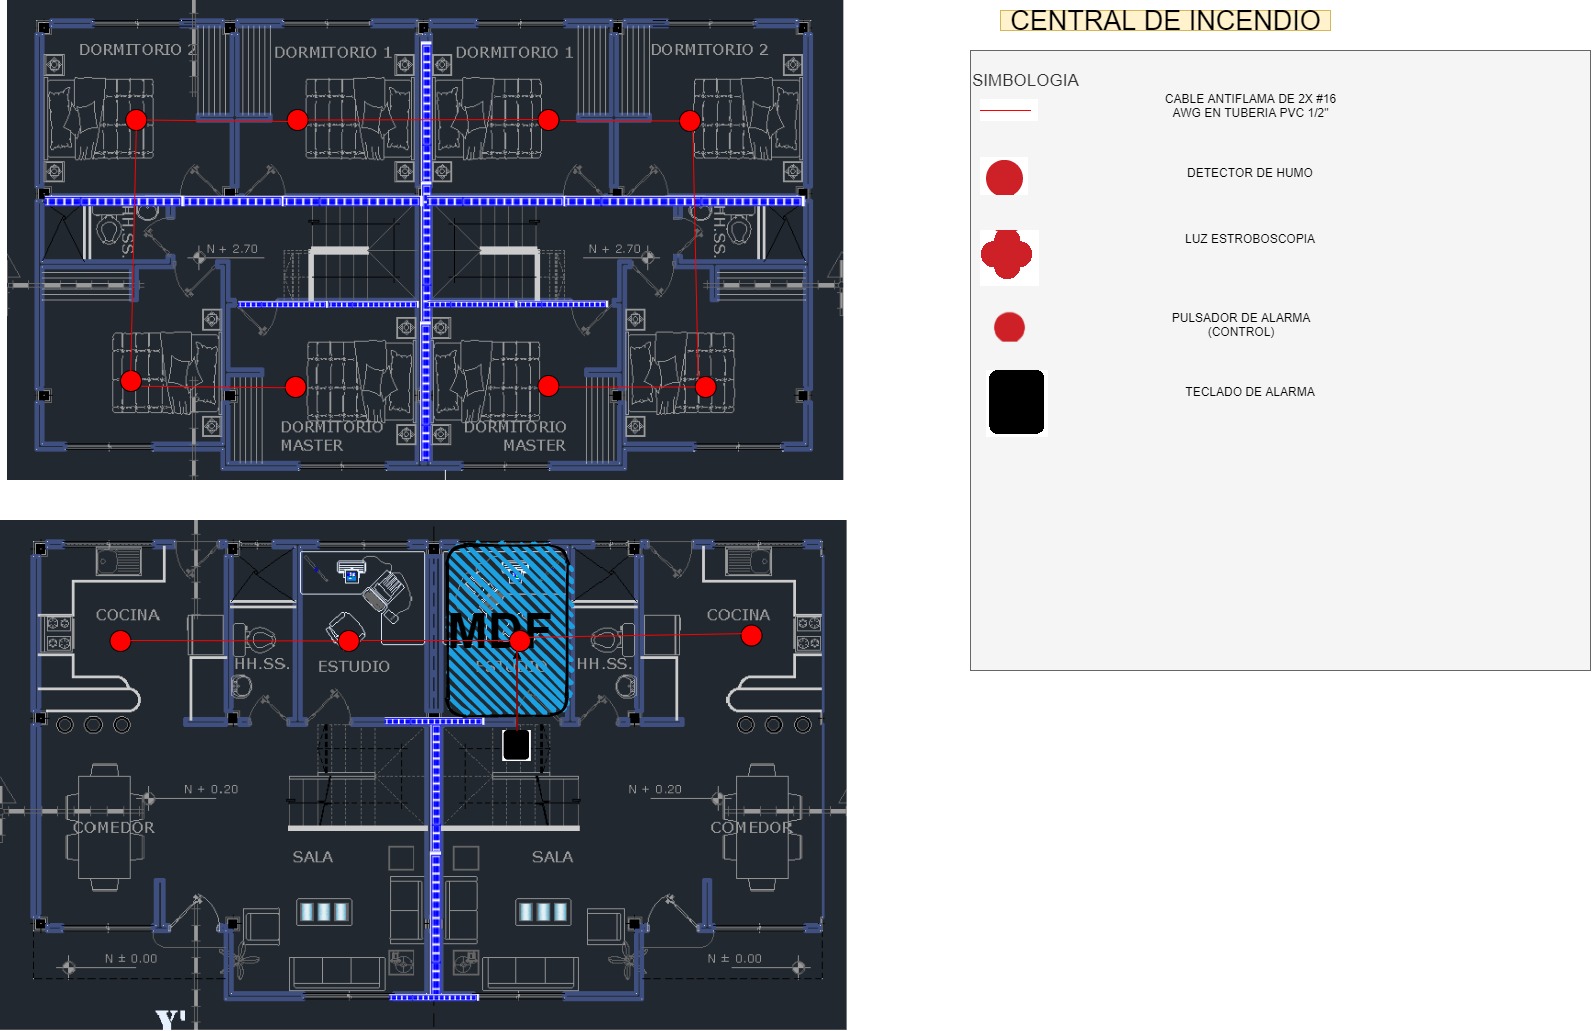 CENTRAL DE INCENDIO
DORMITORIO 2
DORMITORIO 1
DORMITORIO 1
DORMITORIO 2
SIMBOLOGIA
CABLE ANTIFLAMA DE 2X #16
AWG EN TUBERIA PVC 1/2"
DETECTOR DE HUMO
LUZ ESTROBOSCOPIA
PULSADOR DE ALARMA
(CONTROL)
TECLADO DE ALARMA
HH.SS.
N + 2.70
N + 2.70
HH.SS.
DORMITORIO
MASTER
DORMITORIO
MASTER
COCINA
MDF
COCINA
HH.SS.
ESTUDIO
ESTUDIO
HH.SS.
N + 0.20
N + 0.20
COMEDOR
COMEDOR
SALA
SALA
N ± 0.00
N ± 0.00
Y'